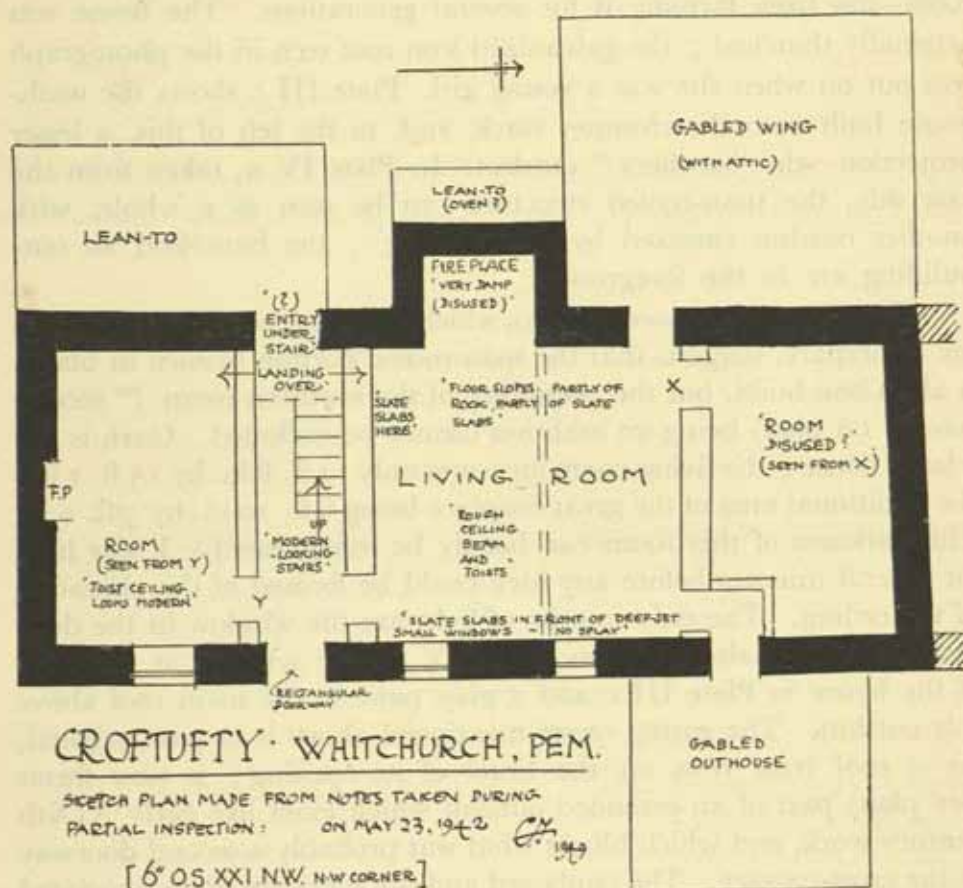 GABLED WING
(WITH ATTIC)
LEAN-TO
(OVEN?)
LEAN-TO
FIREPLACE
"VERY DAMP
(DISUSED)"
"(?)
ENTRY
UNDER
STAIR"
"LANDING
OVER"
SLATE
SLABS
HERE"
"FLOOR SLOPES, PARTLY OF
ROCK, PARTLY OF SLATE
SLABS"
X
"ROOM
DISUSED?"
(SEEN FROM X)
F.P.
LIVING ROOM
UP
"MODERN-
LOOKING-
STAIRS"
"ROUGH
CEILING
BEAM
AND
JOISTS"
ROOM
(SEEN FROM Y)
"JOIST CEILING
LOOKS MODERN"
Y
"SLATE SLABS IN FRONT OF DEEP-SET
SMALL WINDOWS - NO SPLAY"
"RECTANGULAR
DOORWAY"
GABLED
OUTHOUSE
CROFTUFTY · WHITCHURCH, PEM.
SKETCH PLAN MADE FROM NOTES TAKEN DURING
PARTIAL INSPECTION: ON MAY 23, 1942
1949
[6" O.S. XXI N.W. N-W CORNER]